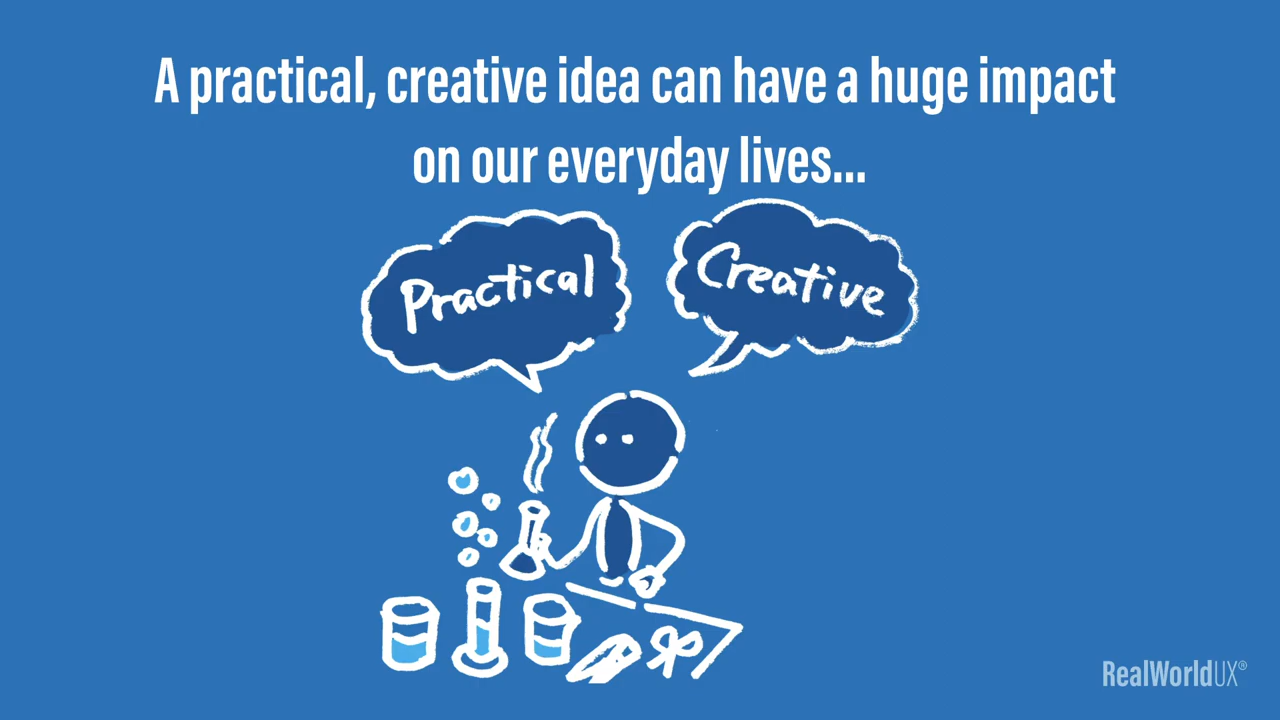 A practical, creative idea can have a huge impact
on our everyday lives...
Practical
Creative
RealWorldUX®